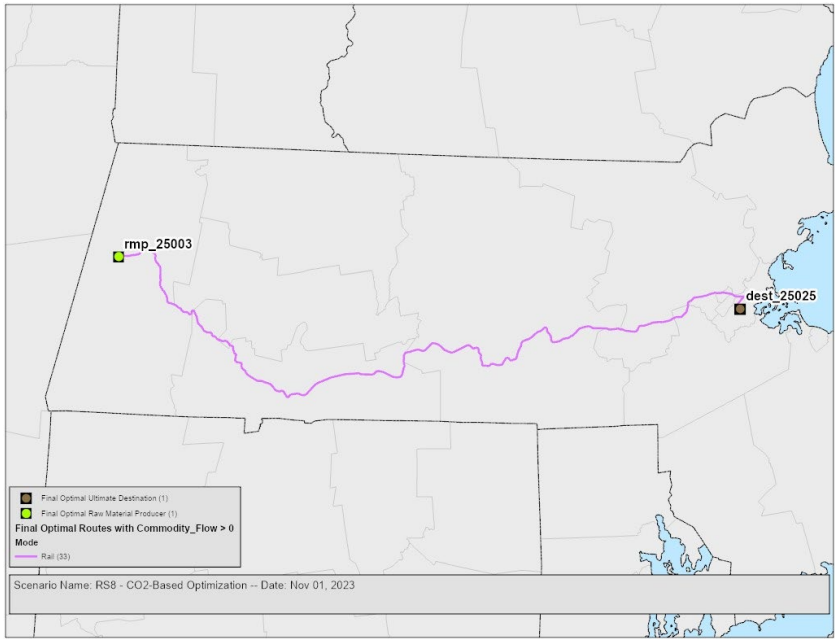 rmp_25003
dest_25025
Final Optimal Ultimate Destination (1)
Final Optimal Raw Material Producer (1)
Final Optimal Routes with Commodity_Flow > 0
Mode
Rail (33)
Scenario Name: RS8 - CO2-Based Optimization -- Date: Nov 01, 2023